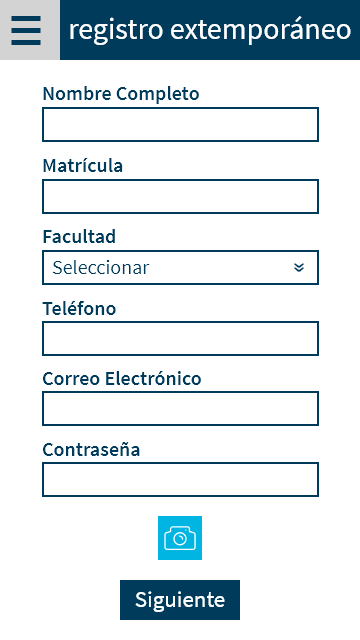 registro extemporáneo
Nombre Completo
Matrícula
Facultad
Seleccionar
Teléfono
Correo Electrónico
Contraseña
Siguiente